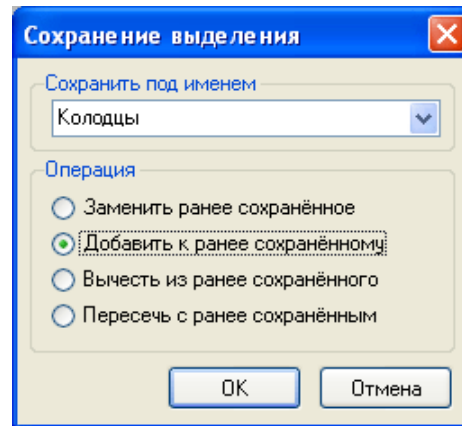 Сохранение выделения
Сохранить под именем
Колодцы
Операция
Заменить ранее сохранённое
Добавить к ранее сохранённому
Вычесть из ранее сохранённого
Пересечь с ранее сохранённым
OK
Отмена